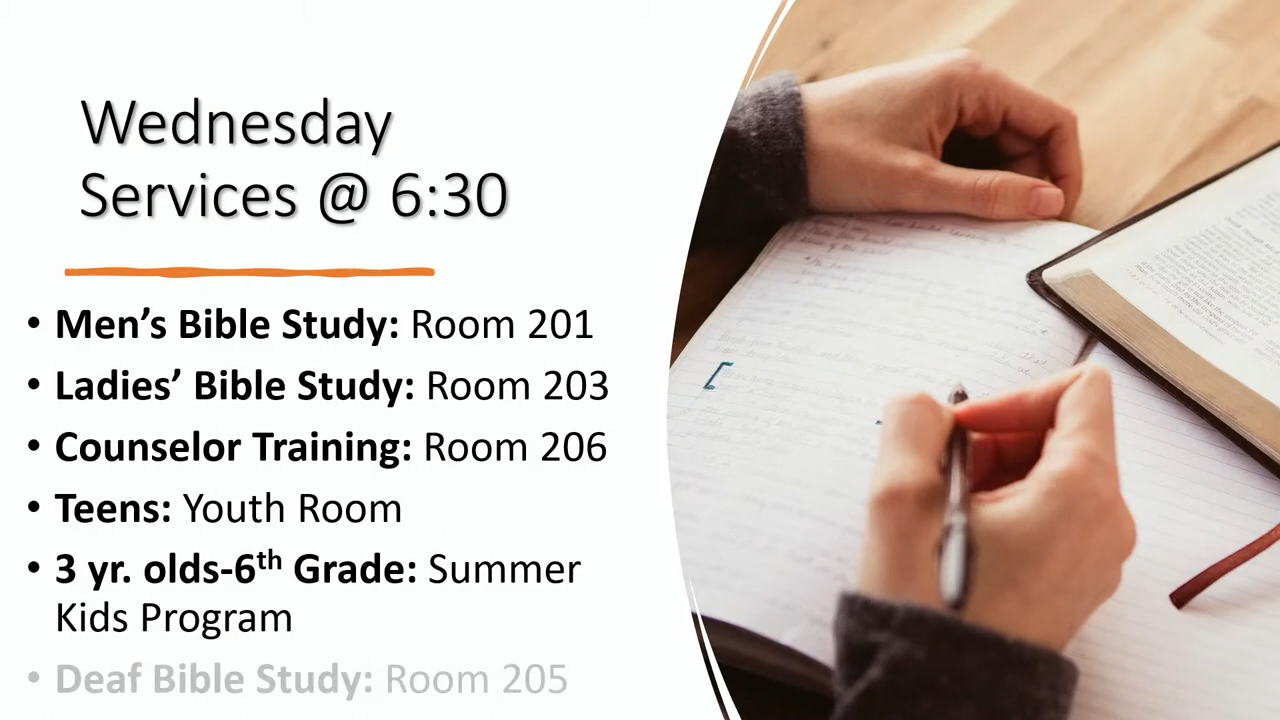 Wednesday
Services @ 6:30
• Men’s Bible Study: Room 201
• Ladies’ Bible Study: Room 203
• Counselor Training: Room 206
• Teens: Youth Room
• 3 yr. olds-6th Grade: Summer
Kids Program
• Deaf Bible Study: Room 205